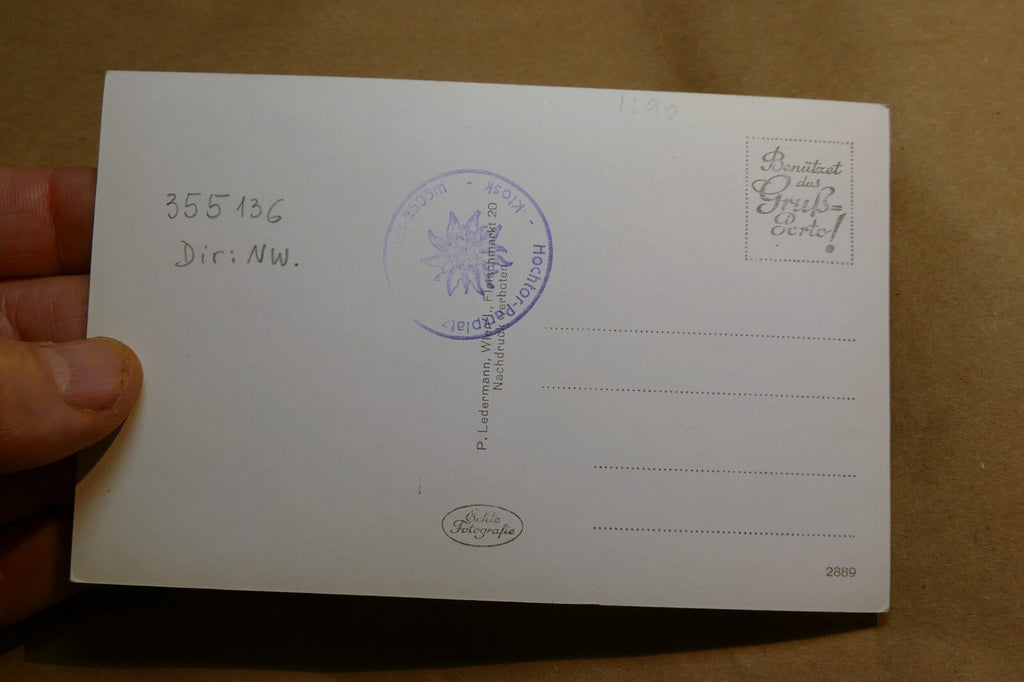 1290
Benützet
das
Gruß=
Porto!
355136
Dir: NW.
Hochtor-Parkplatz
- Kiosk -
2505m
P. Ledermann, Wien I., Fleischmarkt 20
Nachdruck verboten
Echte
Fotografie
2889